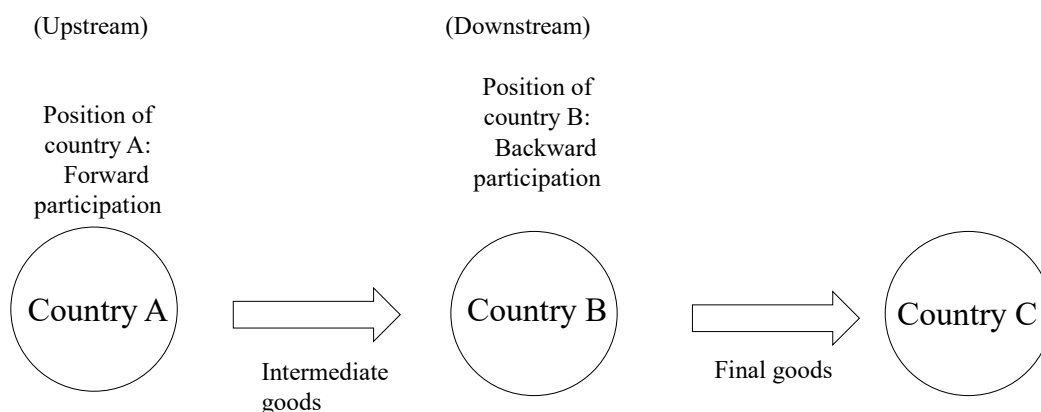 (Upstream)
(Downstream)
Position of
country A:
Forward
participation
Position of
country B:
Backward
participation
Country A
Country B
Country C
Intermediate
goods
Final goods